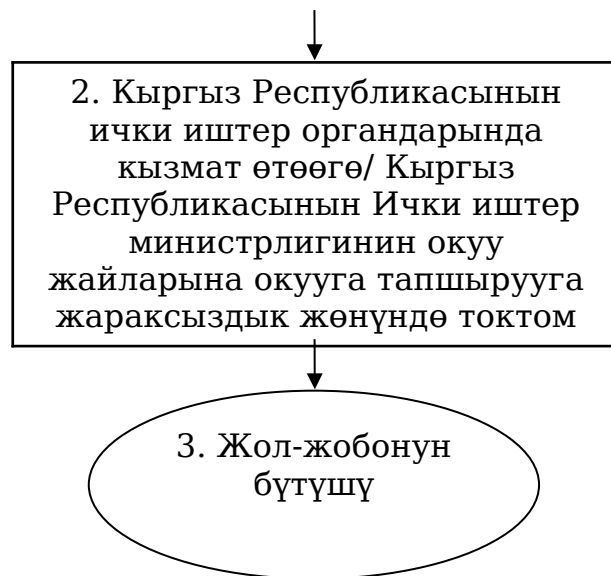 2. Кыргыз Республикасынын
ички иштер органдарында
кызмат өтөөгө/ Кыргыз
Республикасынын Ички иштер
министрлигинин окуу
жайларына окууга тапшырууга
жараксыздык жөнүндө токтом
3. Жол-жобонун
бүтүшү